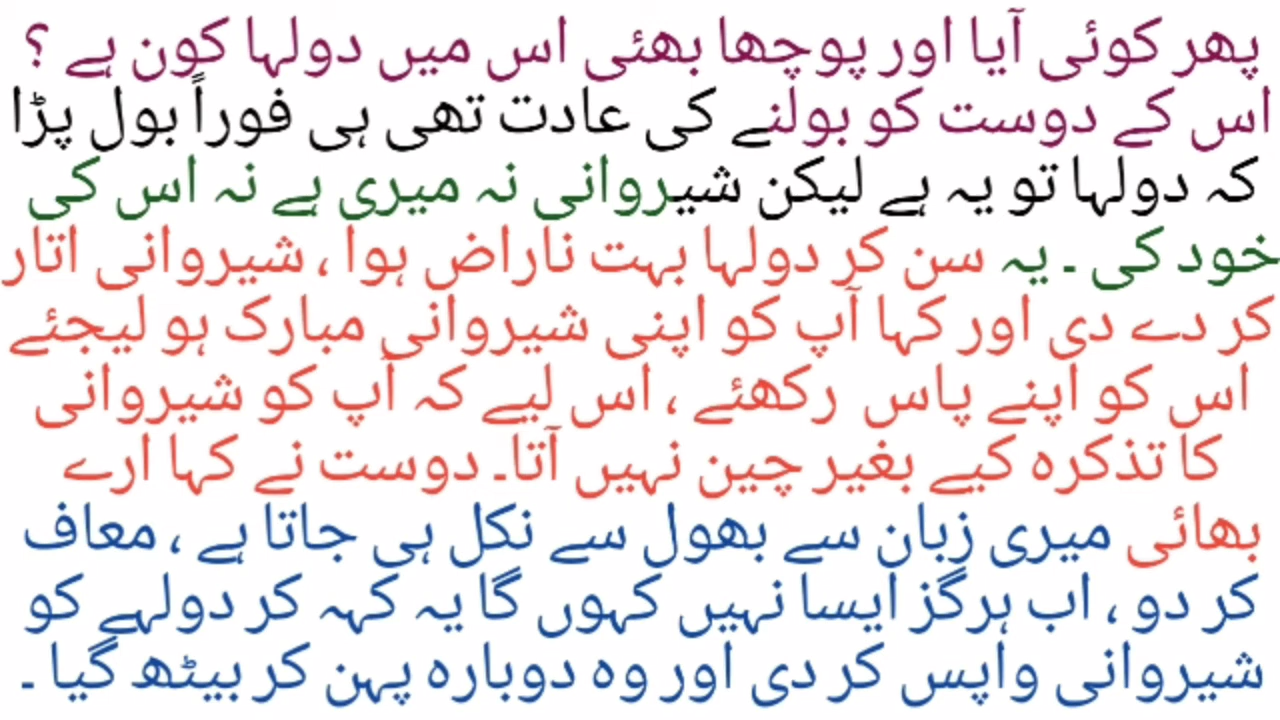 پھر کوئی آیا اور پوچھا بھئی اس میں دولہا کون ہے ؟
اس کے دوست کو بولنے کی عادت تھی ہی فوراً بول پڑا
کہ دولہا تو یہ ہے لیکن شیروانی نہ میری ہے نہ اس کی
خود کی ۔ یہ سن کر دولہا بہت ناراض ہوا ، شیروانی اتار
کر دے دی اور کہا آپ کو اپنی شیروانی مبارک ہو لیجئے
اس کو اپنے پاس رکھئے ، اس لیے کہ آپ کو شیروانی
کا تذکرہ کیے بغیر چین نہیں آتا۔ دوست نے کہا ارے
بھائی میری زبان سے بھول سے نکل ہی جاتا ہے ، معاف
کر دو ، اب ہرگز ایسا نہیں کہوں گا یہ کہہ کر دولہے کو
شیروانی واپس کر دی اور وہ دوبارہ پہن کر بیٹھ گیا ۔